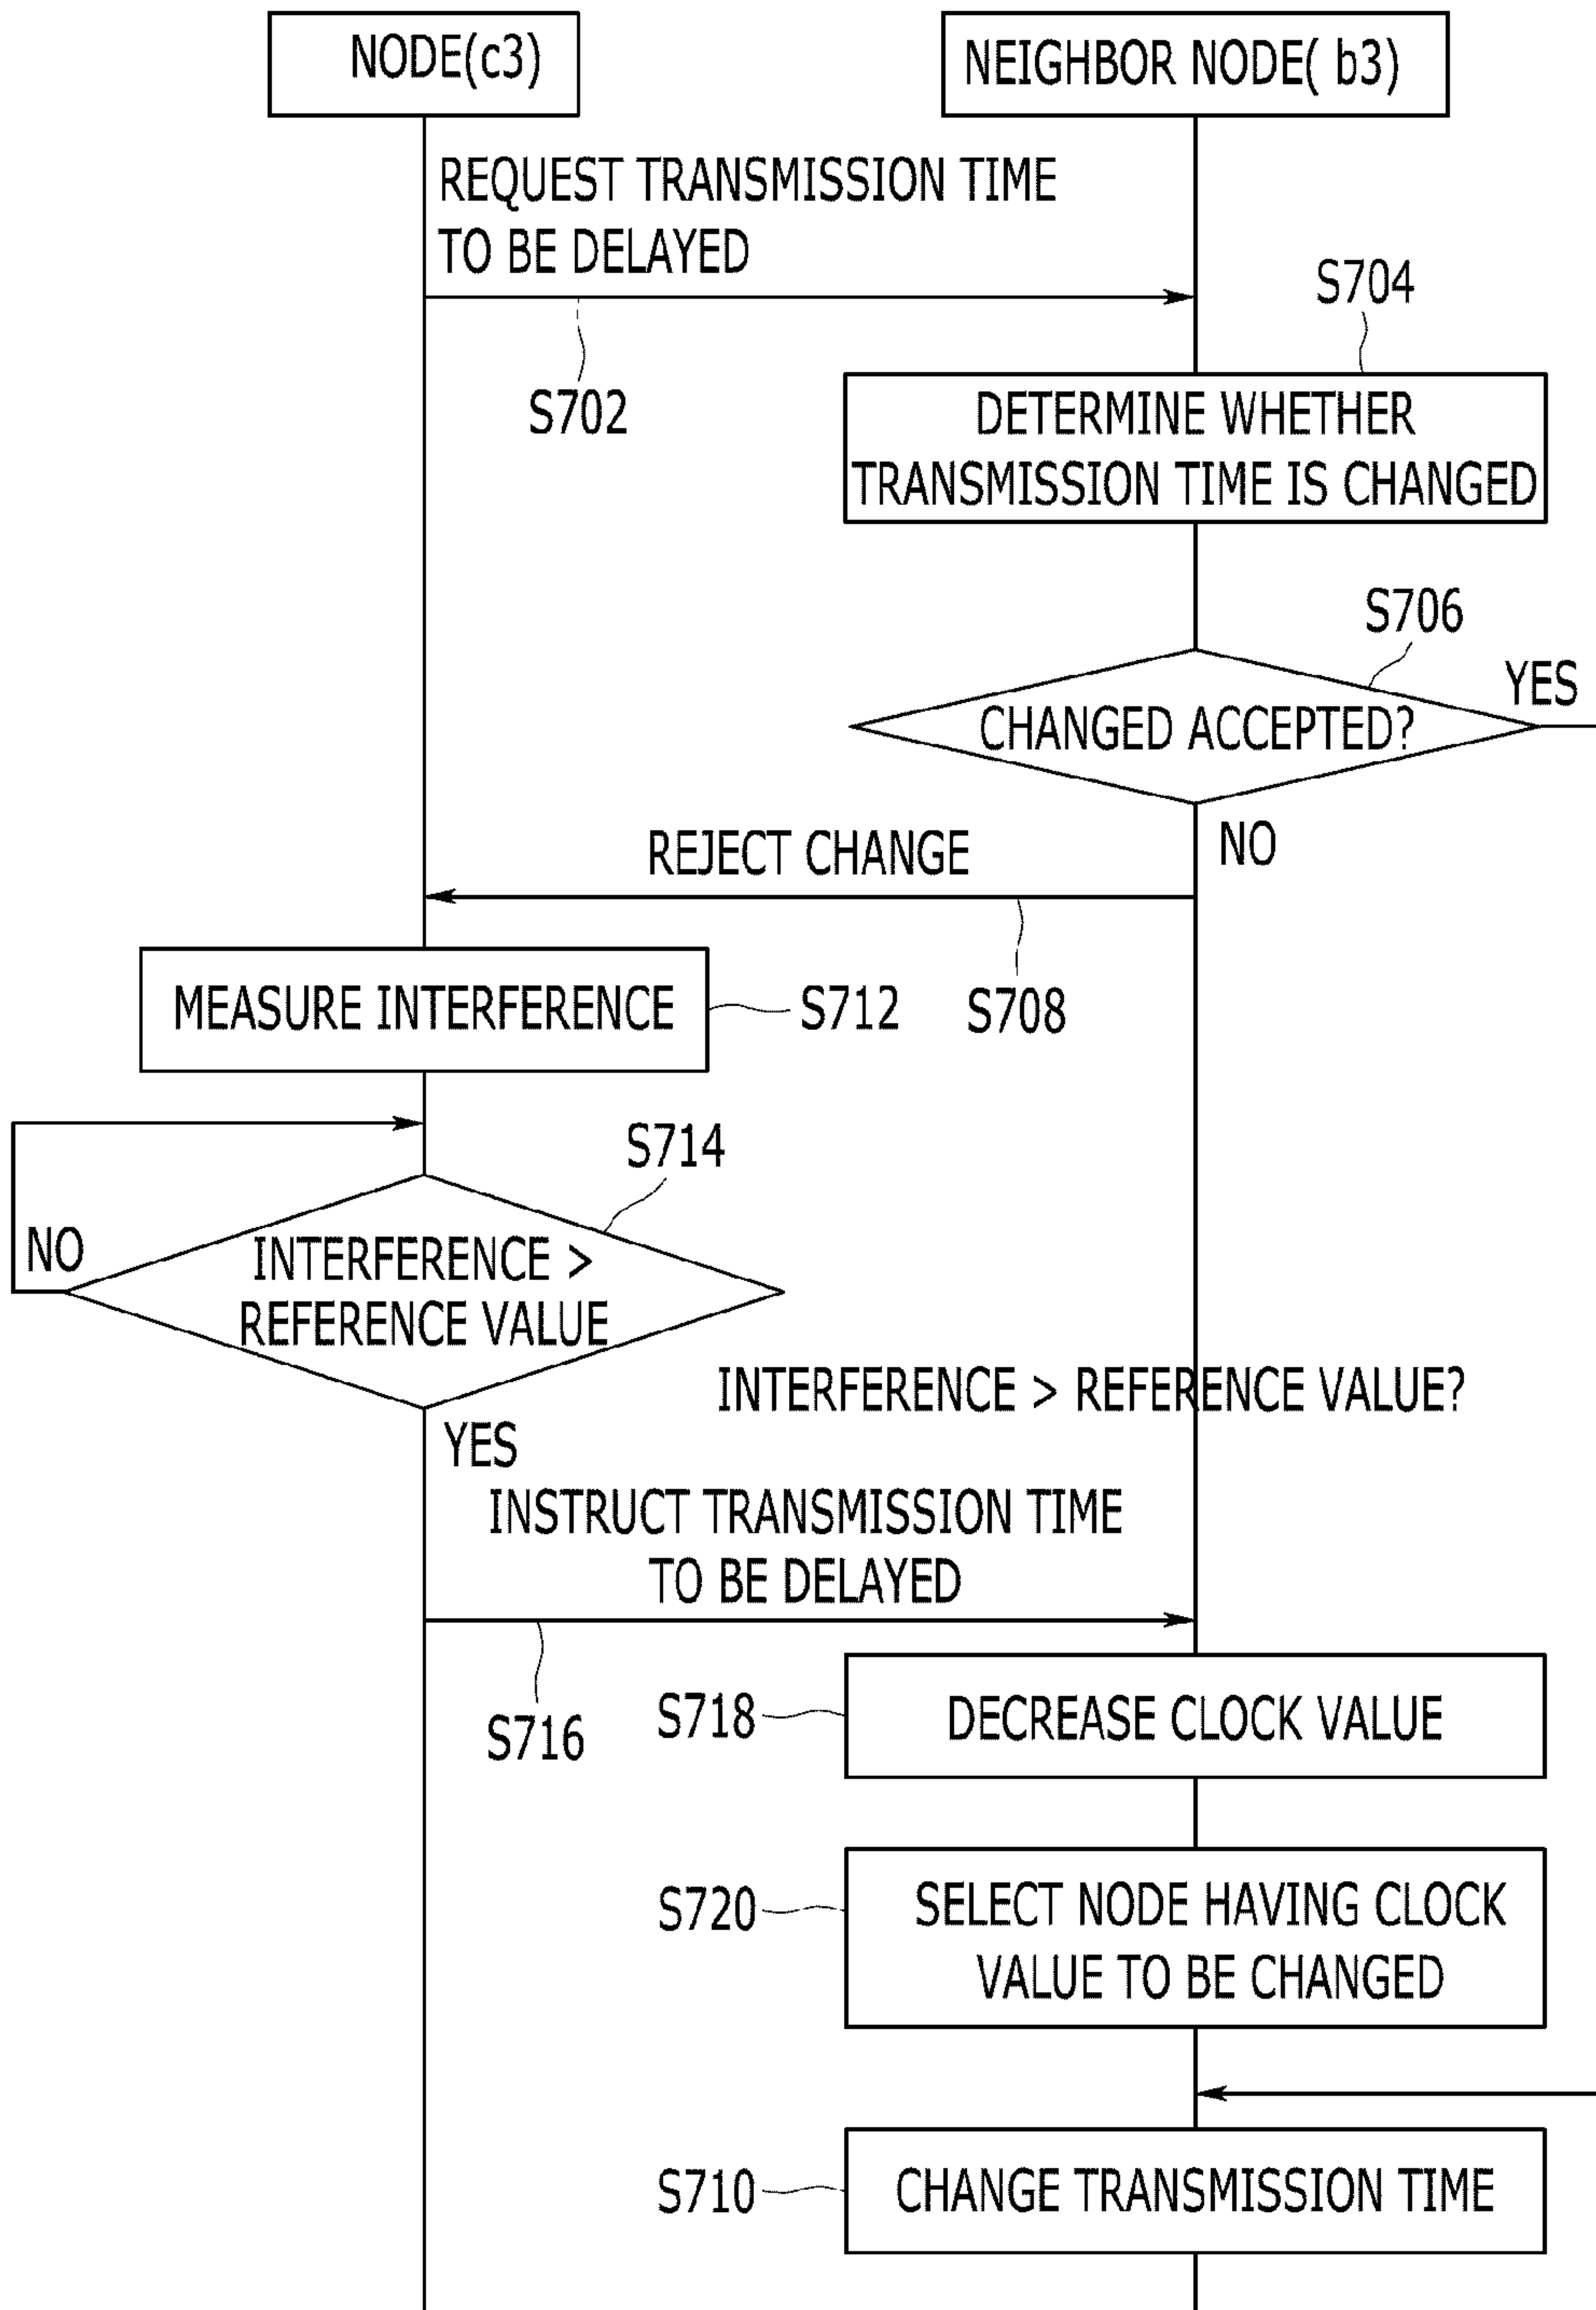 NODE(c3)
NEIGHBOR NODE( b3)
REQUEST TRANSMISSION TIME
TO BE DELAYED
S702
S704
DETERMINE WHETHER
TRANSMISSION TIME IS CHANGED
S706
YES
CHANGED ACCEPTED?
NO
REJECT CHANGE
S708
MEASURE INTERFERENCE
S712
S714
NO
INTERFERENCE >
REFERENCE VALUE
INTERFERENCE > REFERENCE VALUE?
YES
INSTRUCT TRANSMISSION TIME
TO BE DELAYED
S716
S718
DECREASE CLOCK VALUE
S720
SELECT NODE HAVING CLOCK
VALUE TO BE CHANGED
S710
CHANGE TRANSMISSION TIME